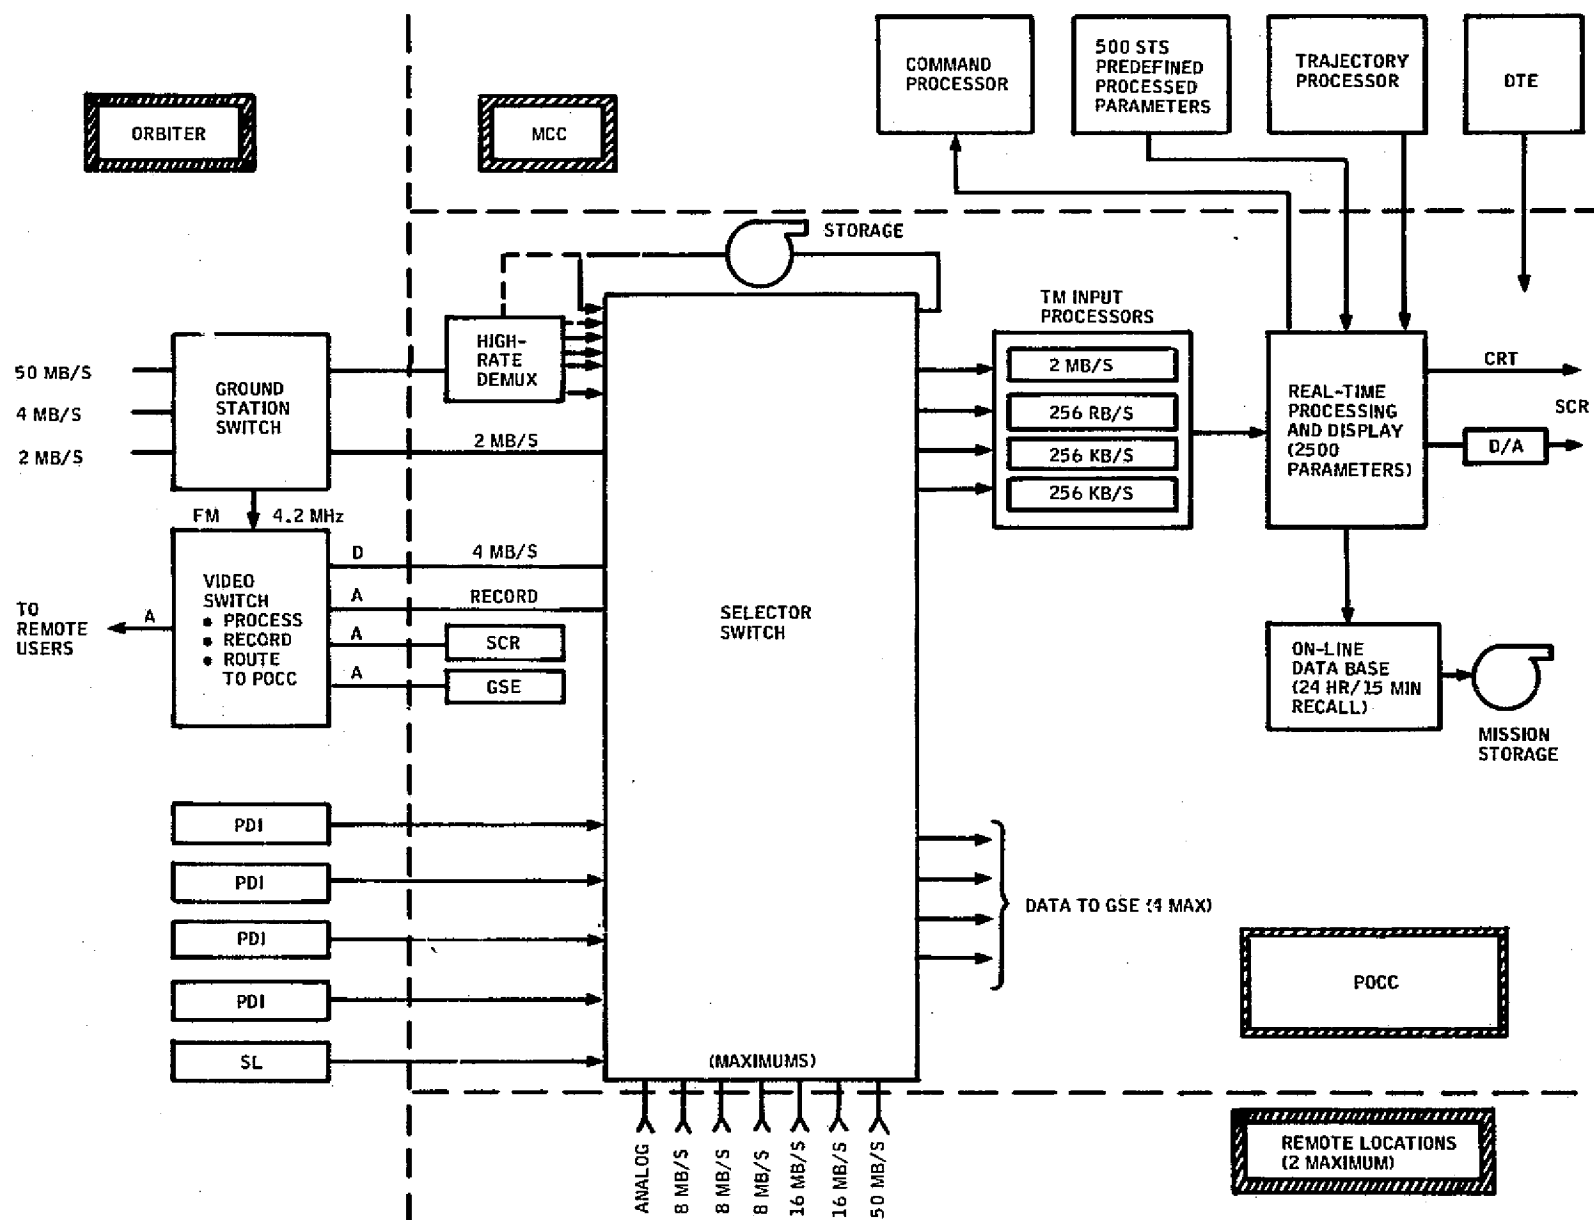 COMMAND
PROCESSOR
500 STS
PREDEFINED
PROCESSED
PARAMETERS
TRAJECTORY
PROCESSOR
DTE
ORBITER
MCC
STORAGE
TM INPUT
PROCESSORS
HIGH-
RATE
DEMUX
50 MB/S
4 MB/S
2 MB/S
GROUND
STATION
SWITCH
2 MB/S
2 MB/S
256 RB/S
256 KB/S
256 KB/S
REAL-TIME
PROCESSING
AND DISPLAY
(2500
PARAMETERS)
CRT
SCR
D/A
FM
4.2 MHz
D
4 MB/S
VIDEO
SWITCH
• PROCESS
• RECORD
• ROUTE
TO POCC
A
RECORD
A
SCR
A
GSE
TO
REMOTE
USERS
A
SELECTOR
SWITCH
ON-LINE
DATA BASE
(24 HR/15 MIN
RECALL)
MISSION
STORAGE
PDI
PDI
PDI
PDI
SL
DATA TO GSE (4 MAX)
POCC
(MAXIMUMS)
ANALOG
8 MB/S
8 MB/S
8 MB/S
16 MB/S
16 MB/S
50 MB/S
REMOTE LOCATIONS
(2 MAXIMUM)